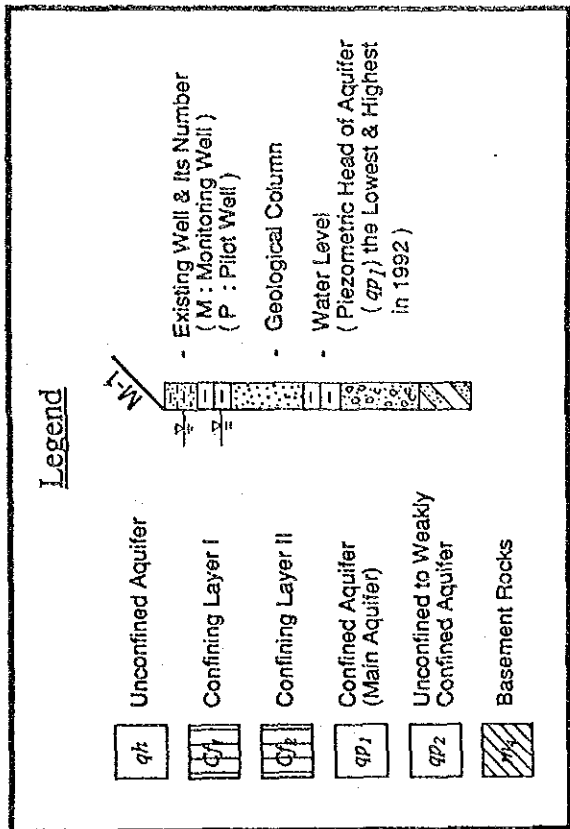 Legend
qh Unconfined Aquifer
Cf1 Confining Layer I
Cf2 Confining Layer II
qp1 Confined Aquifer
(Main Aquifer)
qp2 Unconfined to Weakly
Confined Aquifer
Basement Rocks
M-1
- Existing Well & Its Number
( M : Monitoring Well )
( P : Pilot Well )
- Geological Column
- Water Level
( Piezometric Head of Aquifer
( qp1 ) the Lowest & Highest
in 1992 )